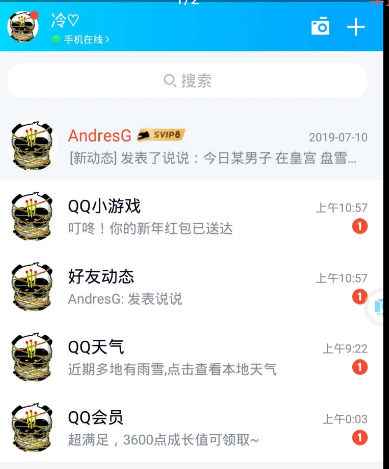 1/2
冷♡
手机在线>
搜索
AndresG SVIP8 2019-07-10
[新动态] 发表了说说：今日某男子 在皇宫 盘雪...
QQ小游戏 上午10:57
叮咚！你的新年红包已送达 1
好友动态 上午10:57
AndresG: 发表说说 1
QQ天气 上午9:22
近期多地有雨雪,点击查看本地天气 1
QQ会员 上午0:03
超满足，3600点成长值可领取~ 1